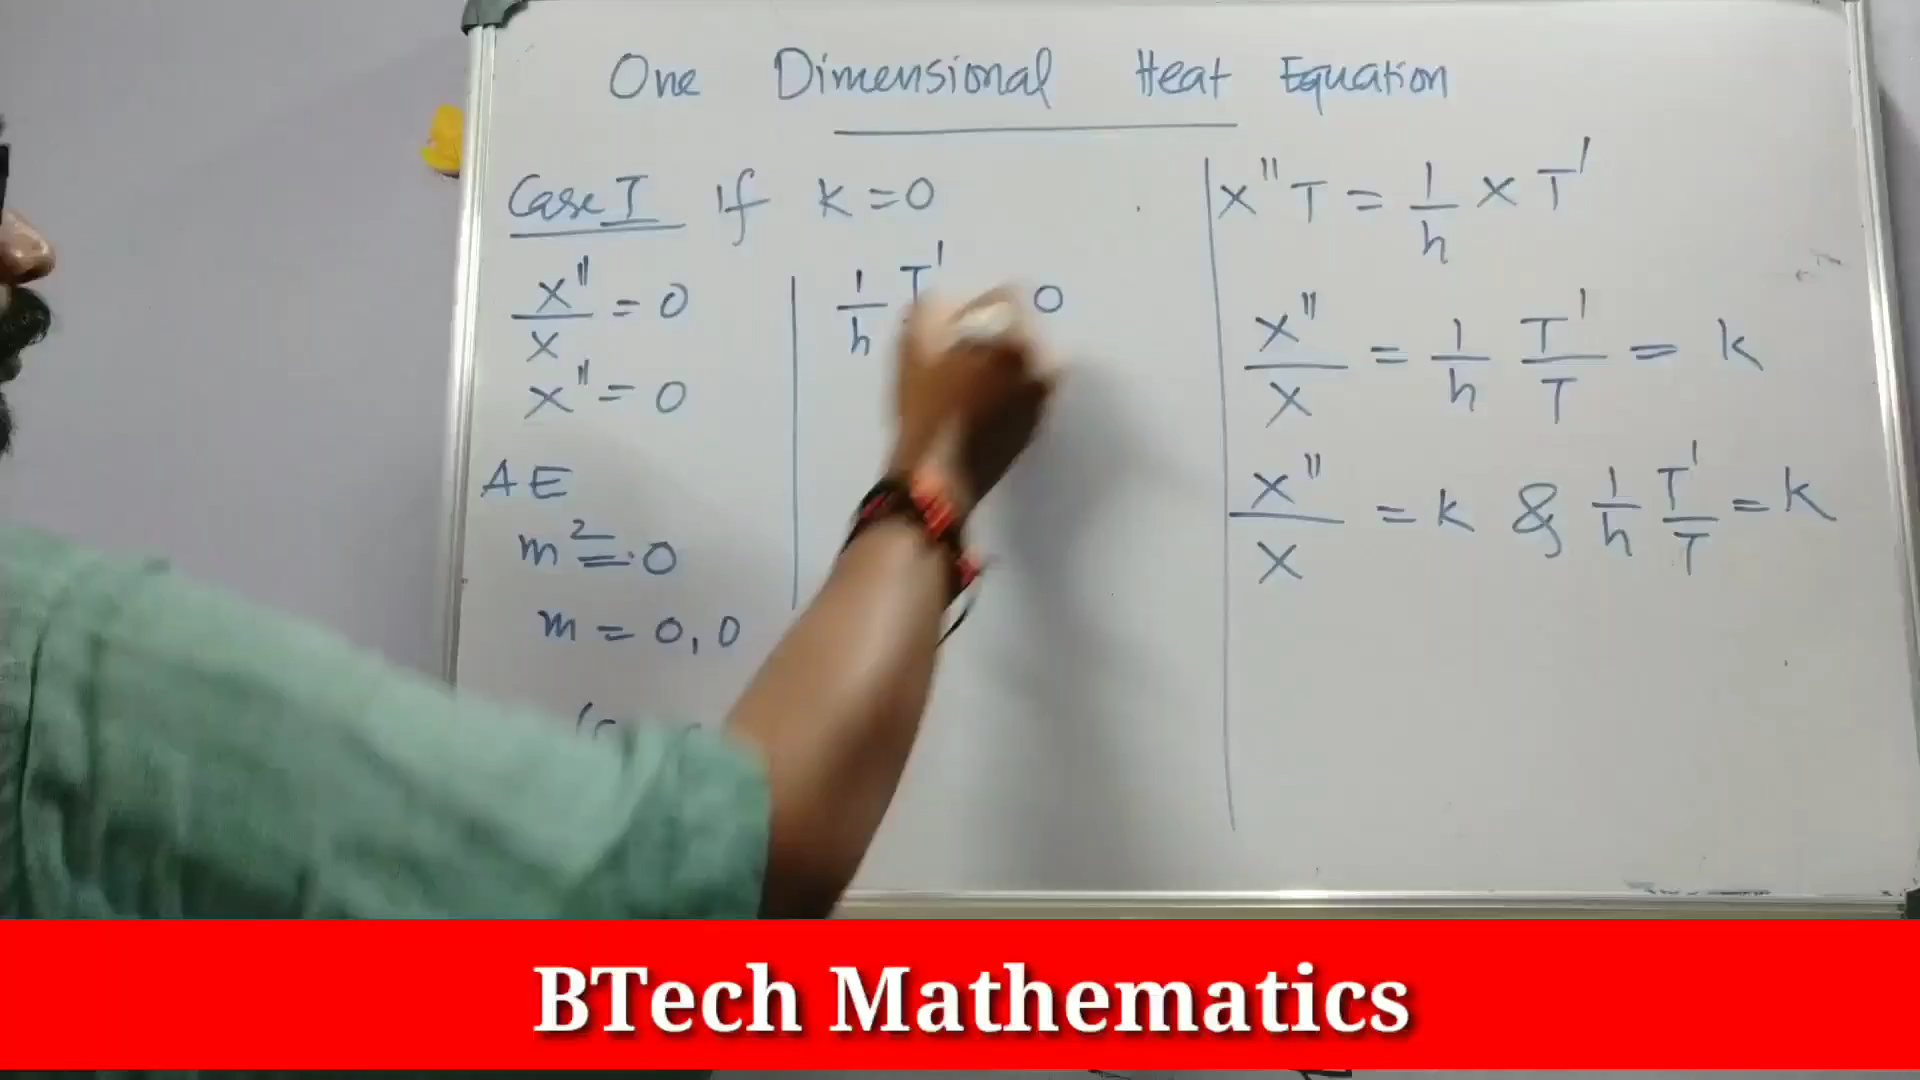 One Dimensional Heat Equation
Case I if k = 0
X''/X = 0
X'' = 0
AE
m² = 0
m = 0, 0
1/h T' 0
X''T = 1/h X T'
X''/X = 1/h T'/T = k
X''/X = k & 1/h T'/T = k
BTech Mathematics